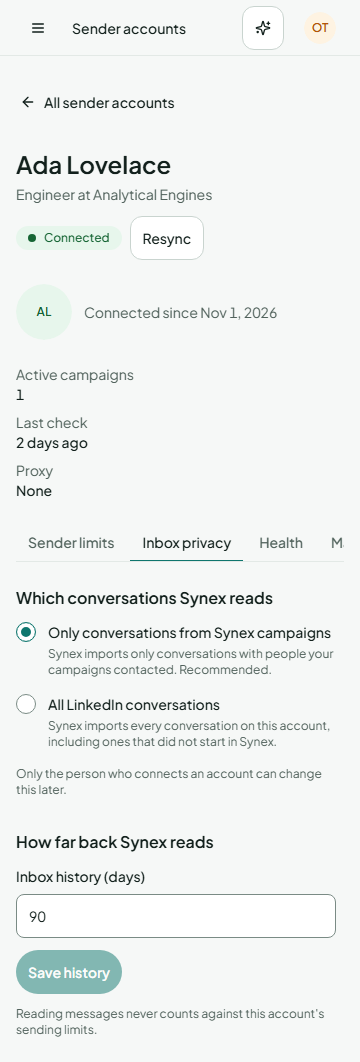 Sender accounts
OT
All sender accounts
Ada Lovelace
Engineer at Analytical Engines
Connected
Resync
AL
Connected since Nov 1, 2026
Active campaigns
1
Last check
2 days ago
Proxy
None
Sender limits
Inbox privacy
Health
Which conversations Synex reads
Only conversations from Synex campaigns
Synex imports only conversations with people your
campaigns contacted. Recommended.
All LinkedIn conversations
Synex imports every conversation on this account,
including ones that did not start in Synex.
Only the person who connects an account can change
this later.
How far back Synex reads
Inbox history (days)
90
Save history
Reading messages never counts against this account's
sending limits.